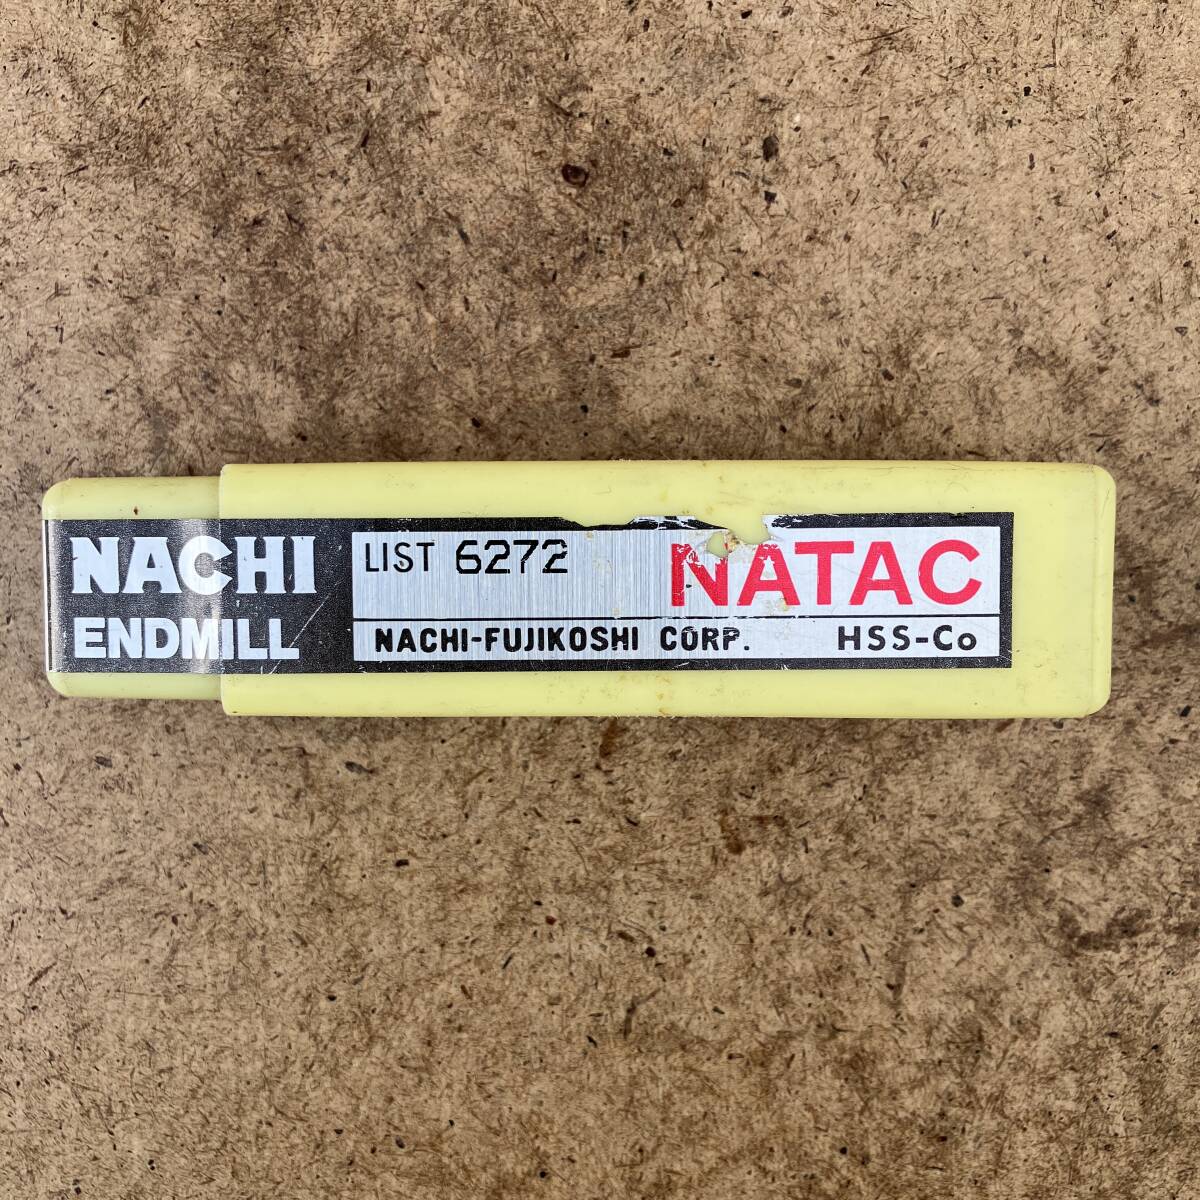 NACHI
ENDMILL
LIST 6272
NATAC
NACHI-FUJIKOSHI CORP.
HSS-Co